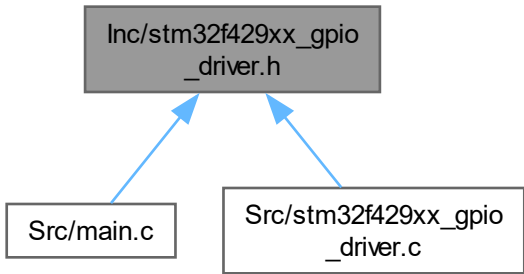 Inc/stm32f429xx_gpio
_driver.h
Src/main.c
Src/stm32f429xx_gpio
_driver.c